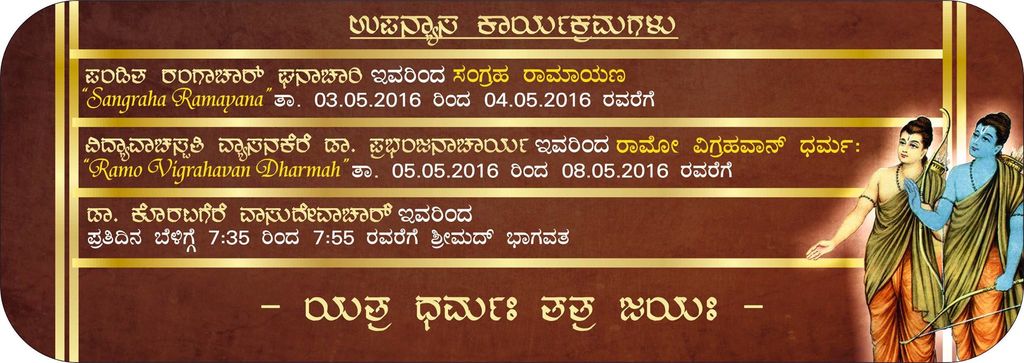 ಉಪನ್ಯಾಸ ಕಾರ್ಯಕ್ರಮಗಳು
ಪಂಡಿತ ರಂಗಾಚಾರ್ ಘನಾಚಾರಿ ಇವರಿಂದ ಸಂಗ್ರಹ ರಾಮಾಯಣ
"Sangraha Ramayana" ತಾ. 03.05.2016 ರಿಂದ 04.05.2016 ರವರೆಗೆ
ವಿದ್ಯಾವಾಚಸ್ಪತಿ ವ್ಯಾಸನಕೆರೆ ಡಾ. ಪ್ರಭಂಜನಾಚಾರ್ಯ ಇವರಿಂದ ರಾಮೋ ವಿಗ್ರಹವಾನ್ ಧರ್ಮ:
"Ramo Vigrahavan Dharmah" ತಾ. 05.05.2016 ರಿಂದ 08.05.2016 ರವರೆಗೆ
ಡಾ. ಕೊರಟಗೆರೆ ವಾಸುದೇವಾಚಾರ್ ಇವರಿಂದ
ಪ್ರತಿದಿನ ಬೆಳಿಗ್ಗೆ 7:35 ರಿಂದ 7:55 ರವರೆಗೆ ಶ್ರೀಮದ್ ಭಾಗವತ
- ಯತ್ರ ಧರ್ಮಃ ತತ್ರ ಜಯಃ -